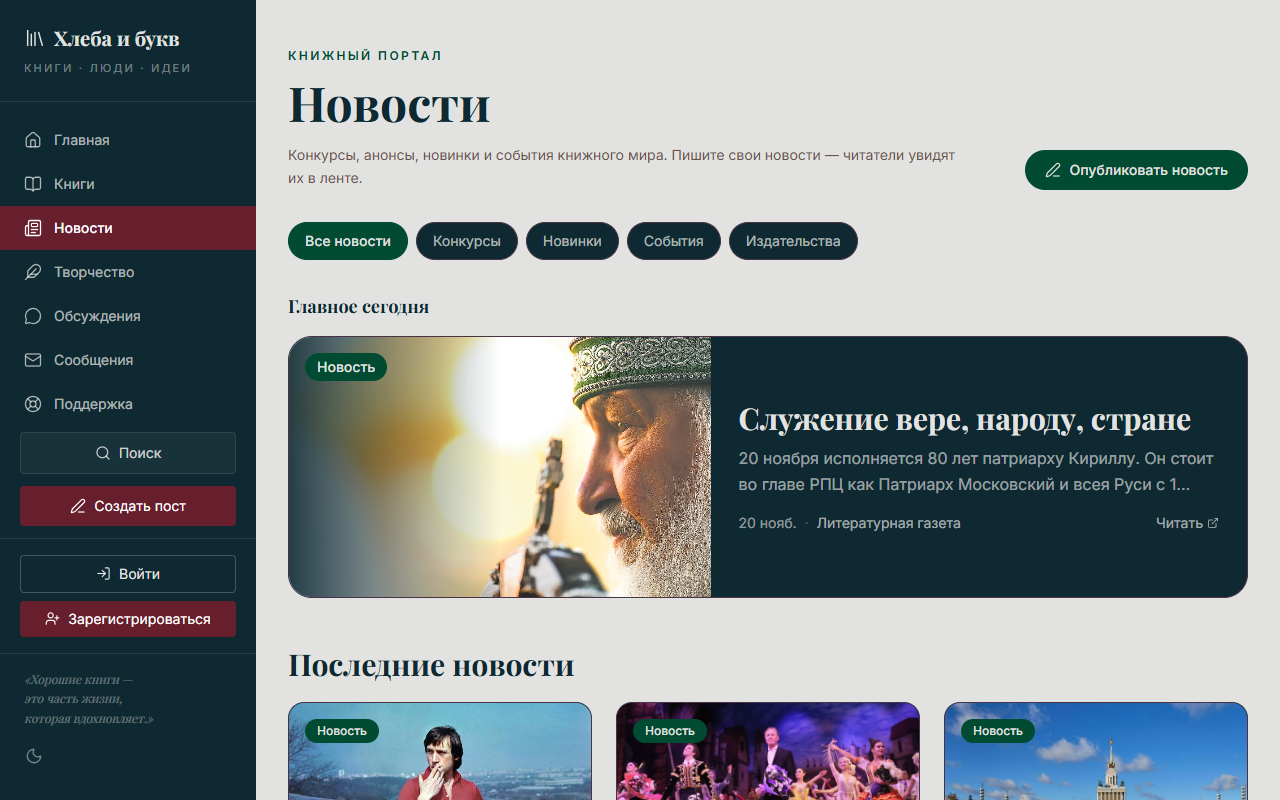 Хлеба и букв
КНИГИ · ЛЮДИ · ИДЕИ
Главная
Книги
Новости
Творчество
Обсуждения
Сообщения
Поддержка
Поиск
Создать пост
Войти
Зарегистрироваться
«Хорошие книги —
это часть жизни,
которая вдохновляет.»
КНИЖНЫЙ ПОРТАЛ
Новости
Конкурсы, анонсы, новинки и события книжного мира. Пишите свои новости — читатели увидят
их в ленте.
Опубликовать новость
Все новости
Конкурсы
Новинки
События
Издательства
Главное сегодня
Новость
Служение вере, народу, стране
20 ноября исполняется 80 лет патриарху Кириллу. Он стоит
во главе РПЦ как Патриарх Московский и всея Руси с 1...
20 нояб. · Литературная газета
Читать
Последние новости
Новость
Новость
Новость